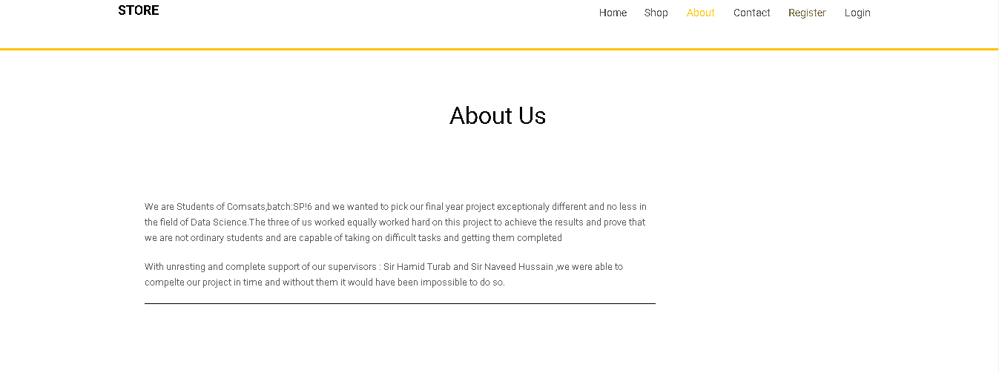 STORE
Home Shop About Contact Register Login
About Us
We are Students of Comsats,batch:SP!6 and we wanted to pick our final year project exceptionaly different and no less in
the field of Data Science.The three of us worked equally worked hard on this project to achieve the results and prove that
we are not ordinary students and are capable of taking on difficult tasks and getting them completed
With unresting and complete support of our supervisors : Sir Hamid Turab and Sir Naveed Hussain ,we were able to
compelte our project in time and without them it would have been impossible to do so.